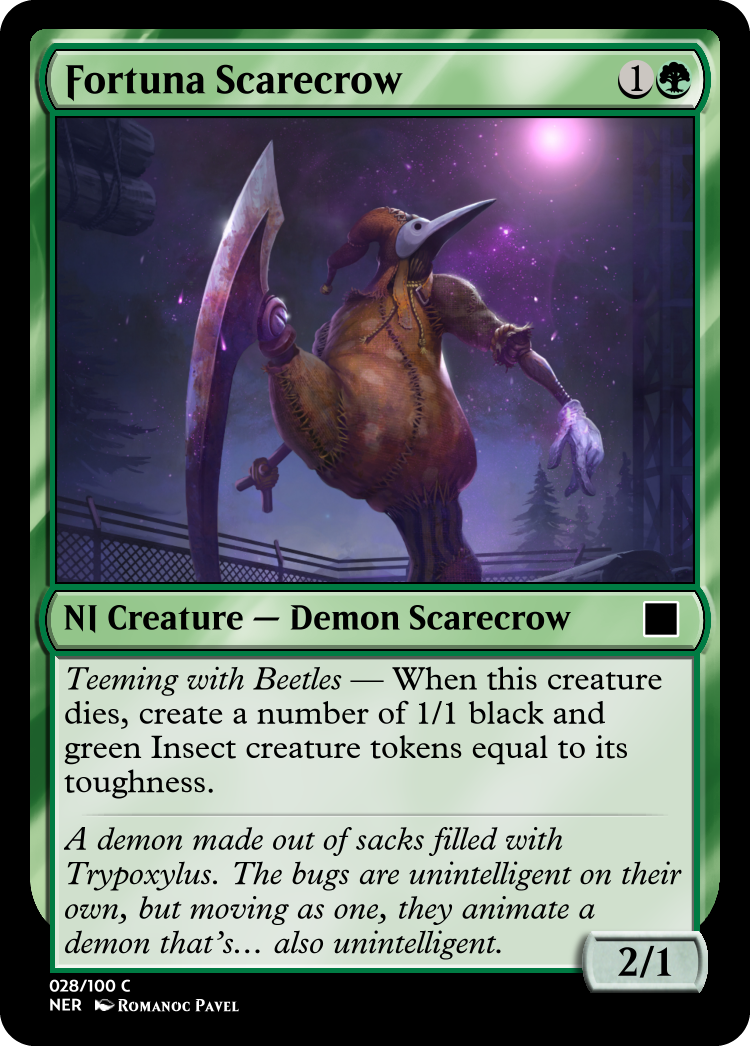 Fortuna Scarecrow 1
NI Creature — Demon Scarecrow
Teeming with Beetles — When this creature
dies, create a number of 1/1 black and
green Insect creature tokens equal to its
toughness.
A demon made out of sacks filled with
Trypoxylus. The bugs are unintelligent on their
own, but moving as one, they animate a
demon that's… also unintelligent.
2/1
028/100 C
NER Romanoc Pavel